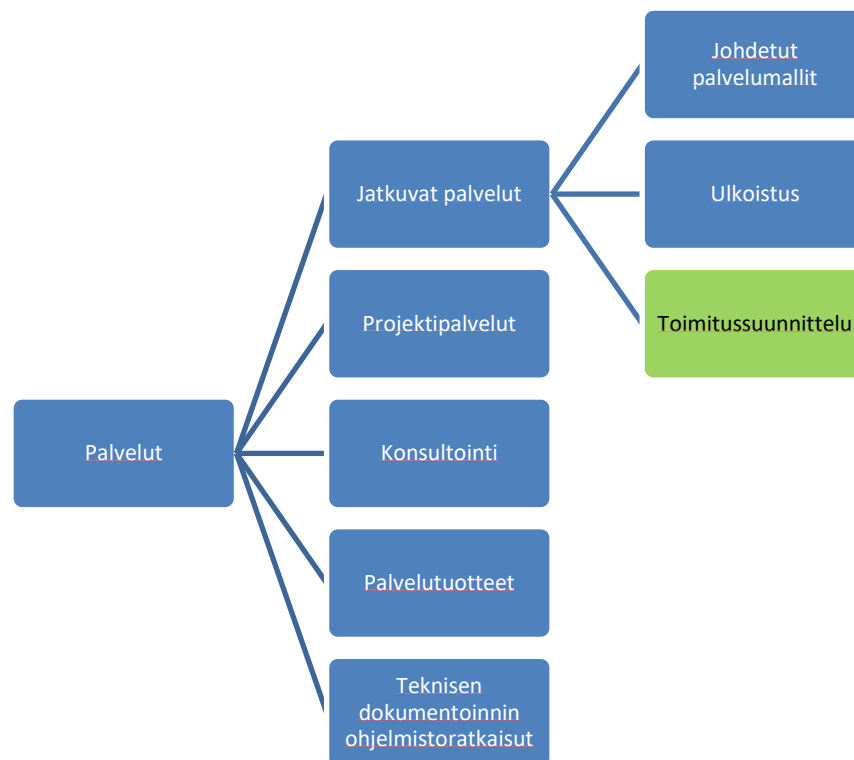 Johdetut
palvelumallit
Jatkuvat palvelut
Ulkoistus
Projektipalvelut
Toimitussuunnittelu
Palvelut
Konsultointi
Palvelutuotteet
Teknisen
dokumentoinnin
ohjelmistoratkaisut